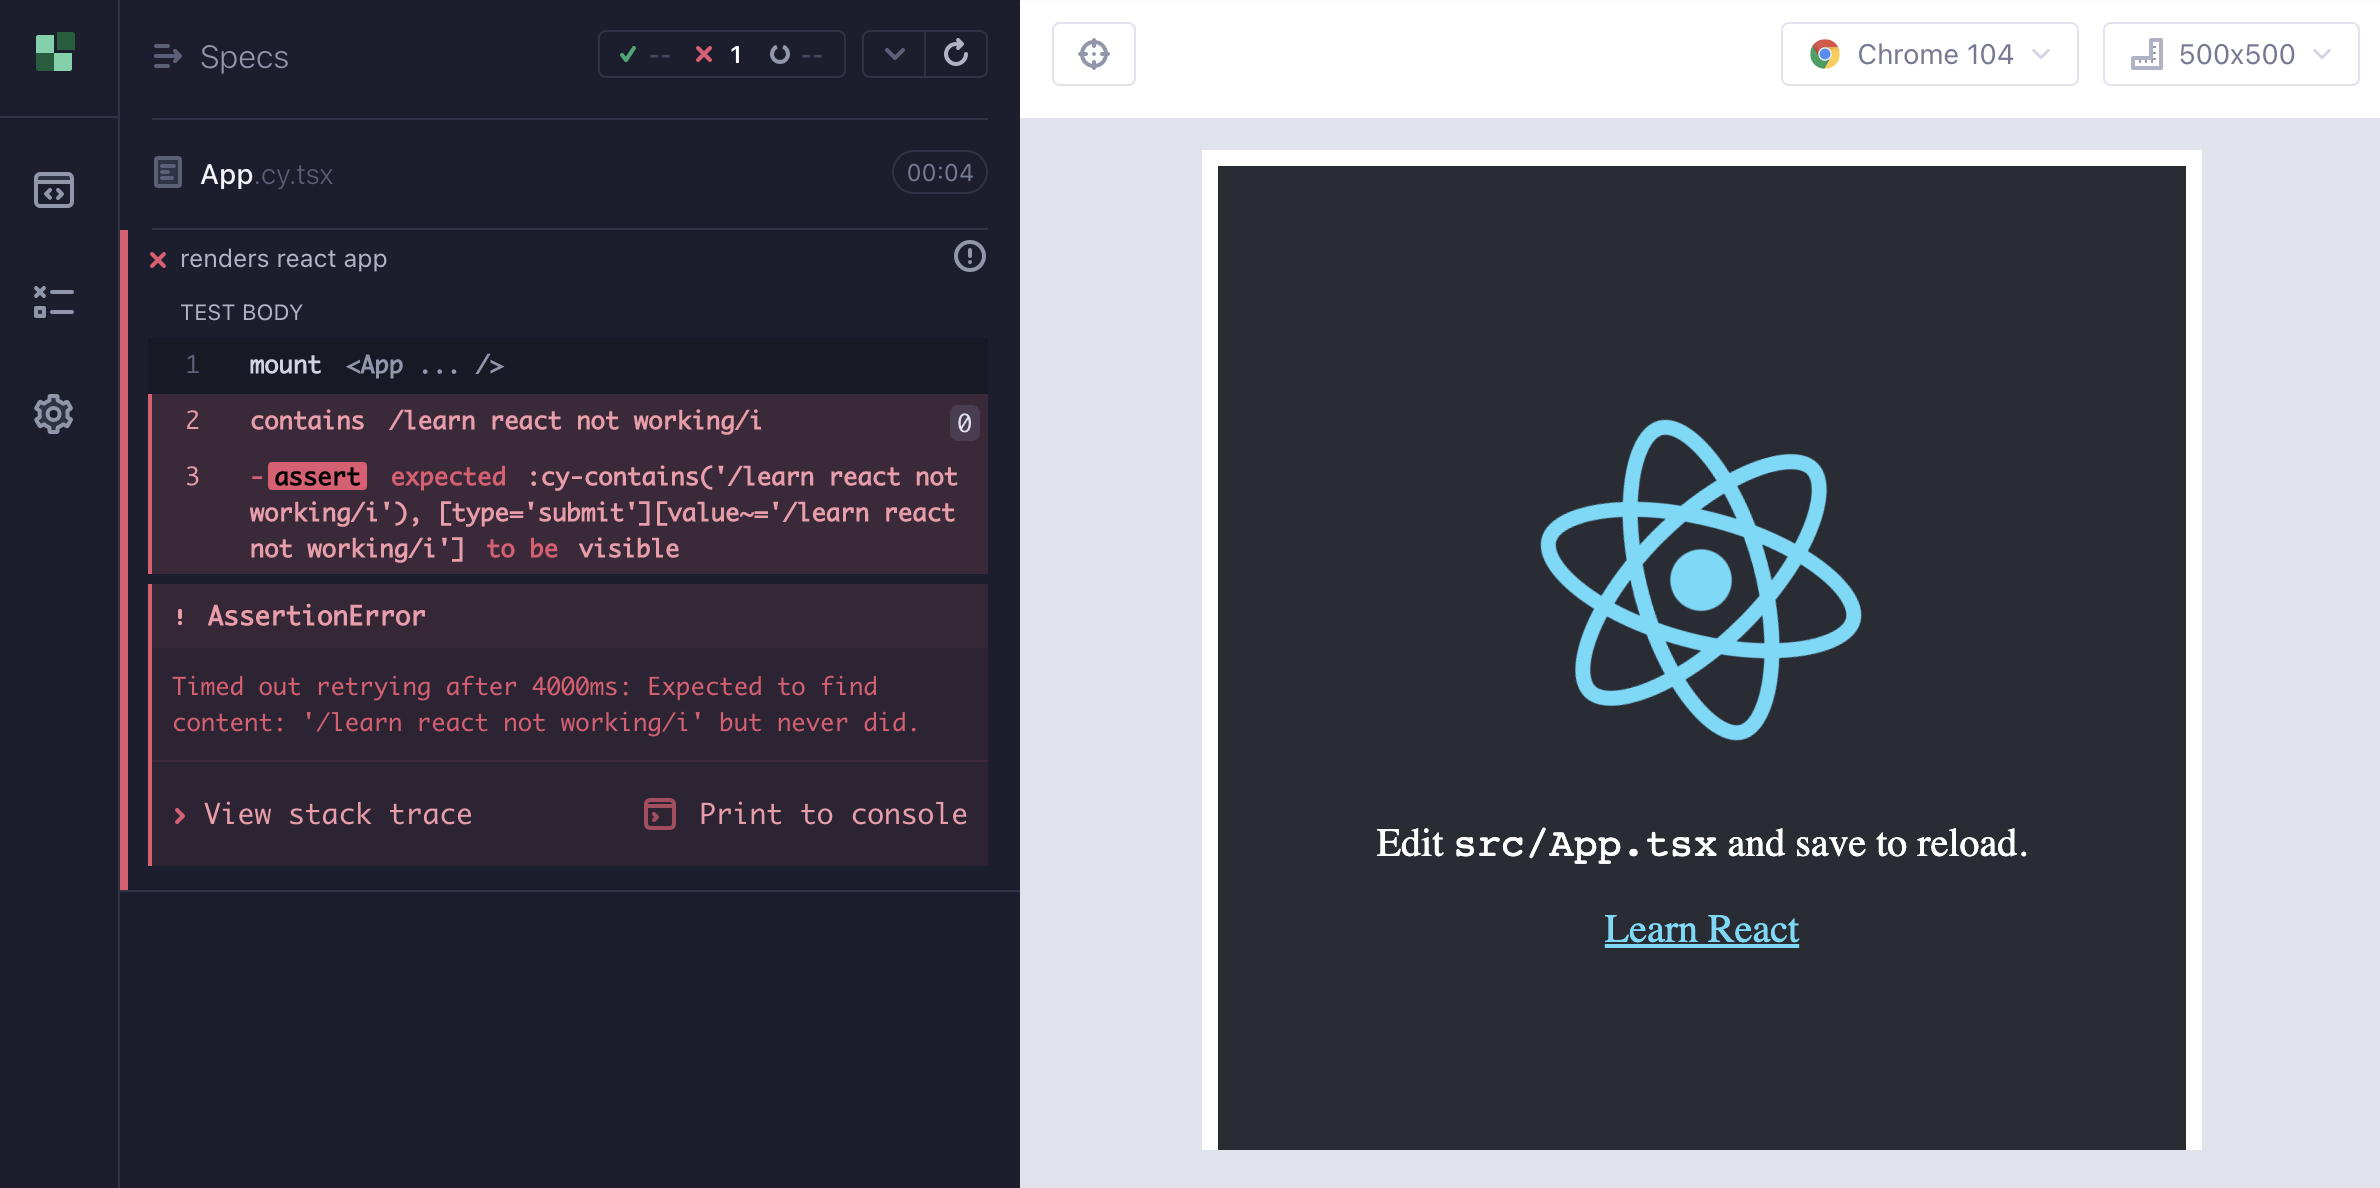 Specs
-- 1 --
App.cy.tsx
00:04
renders react app
TEST BODY
1 mount <App ... />
2 contains /learn react not working/i 0
3 -assert expected :cy-contains('/learn react not
working/i'), [type='submit'][value~='/learn react
not working/i'] to be visible
! AssertionError
Timed out retrying after 4000ms: Expected to find
content: '/learn react not working/i' but never did.
View stack trace
Print to console
Chrome 104
500x500
Edit src/App.tsx and save to reload.
Learn React